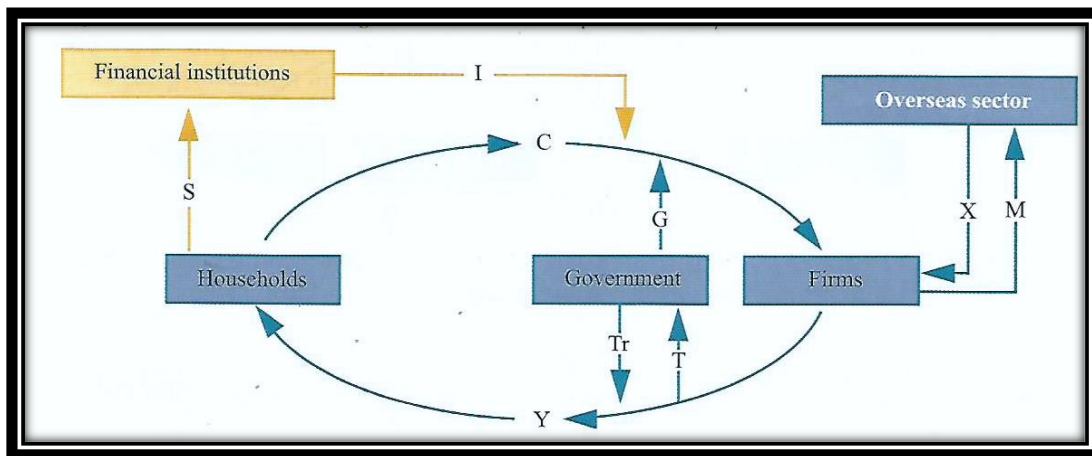 Financial institutions
I
Overseas sector
C
S
X
M
G
Households
Government
Firms
Tr
T
Y